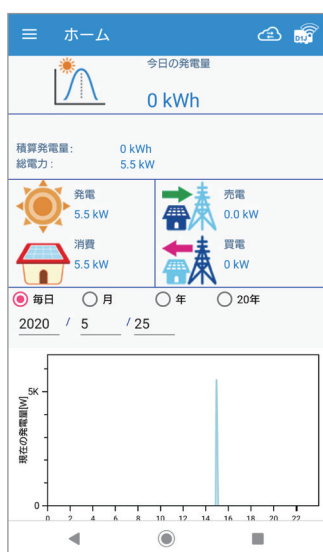 ホーム
D1J
今日の発電量
0 kWh
積算発電量: 0 kWh
総電力: 5.5 kW
発電
5.5 kW
売電
0.0 kW
消費
5.5 kW
買電
0 kW
毎日 月 年 20年
2020 / 5 / 25
現在の発電量[W]
5K
0
0 2 4 6 8 10 12 14 16 18 20 22